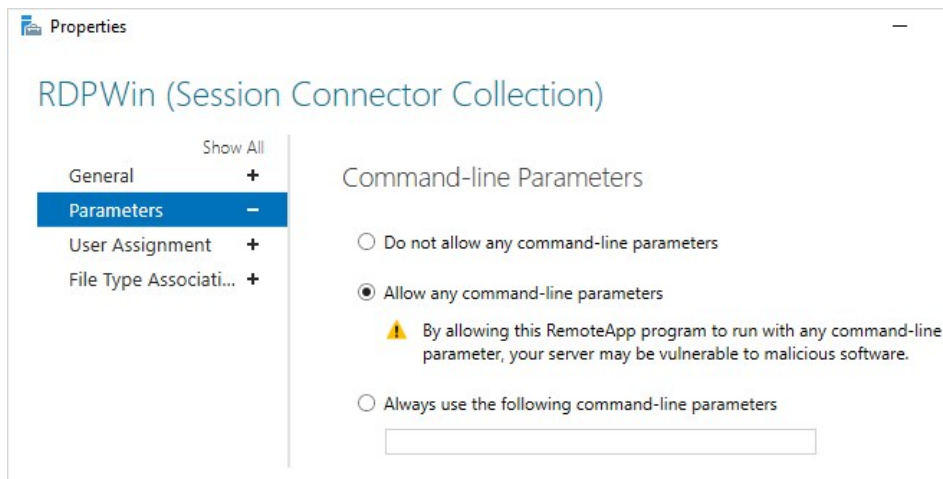 Properties
RDPWin (Session Connector Collection)
Show All
General +
Parameters –
User Assignment +
File Type Associati... +
Command-line Parameters
Do not allow any command-line parameters
Allow any command-line parameters
By allowing this RemoteApp program to run with any command-line
parameter, your server may be vulnerable to malicious software.
Always use the following command-line parameters